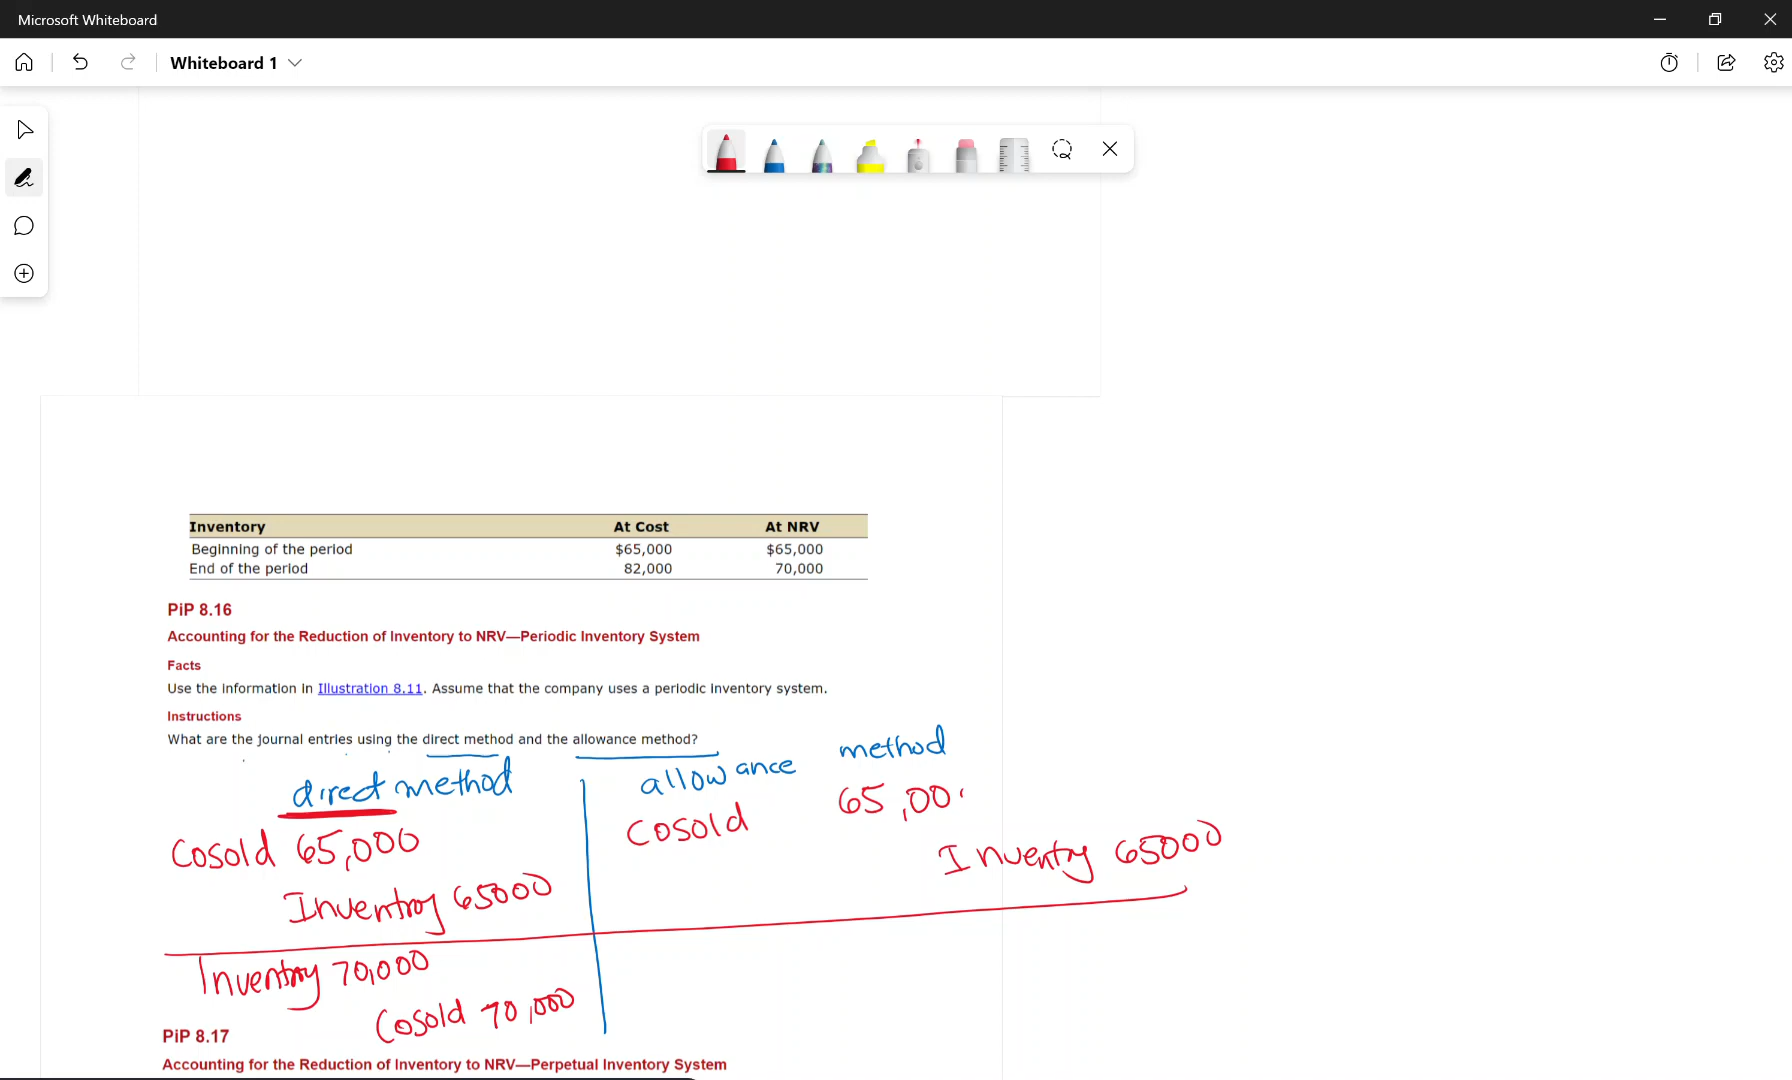 Microsoft Whiteboard
Whiteboard 1
Inventory At Cost At NRV
Beginning of the period $65,000 $65,000
End of the period 82,000 70,000
PiP 8.16
Accounting for the Reduction of Inventory to NRV—Periodic Inventory System
Facts
Use the information in Illustration 8.11. Assume that the company uses a periodic inventory system.
Instructions
What are the journal entries using the direct method and the allowance method?
direct method
Cosold 65,000
Inventroy 65000
Inventroy 70,000
Cosold 70,000
allowance method
Cosold 65,00
Inventry 65000
PiP 8.17
Accounting for the Reduction of Inventory to NRV—Perpetual Inventory System